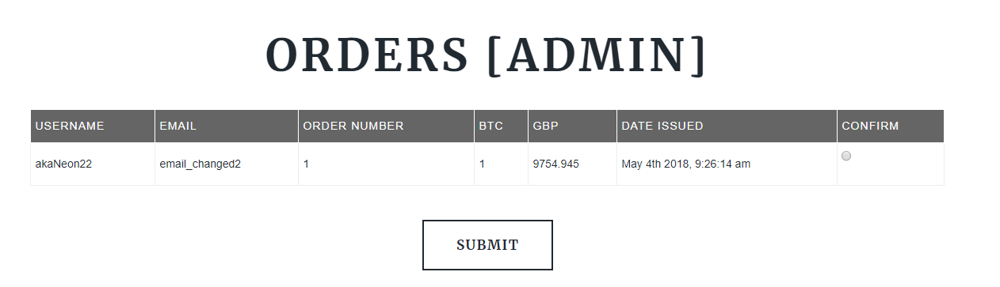 ORDERS [ADMIN]
USERNAME EMAIL ORDER NUMBER BTC GBP DATE ISSUED CONFIRM
akaNeon22 email_changed2 1 1 9754.945 May 4th 2018, 9:26:14 am
SUBMIT